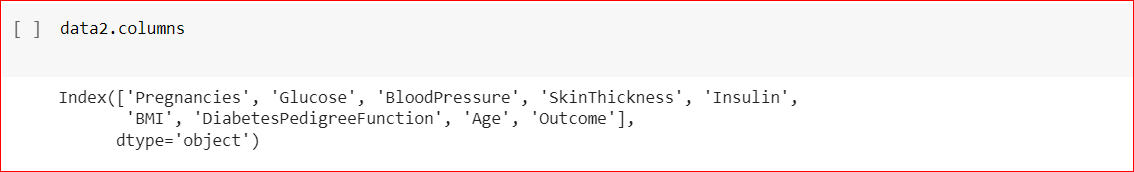 [ ] data2.columns
Index(['Pregnancies', 'Glucose', 'BloodPressure', 'SkinThickness', 'Insulin',
'BMI', 'DiabetesPedigreeFunction', 'Age', 'Outcome'],
dtype='object')